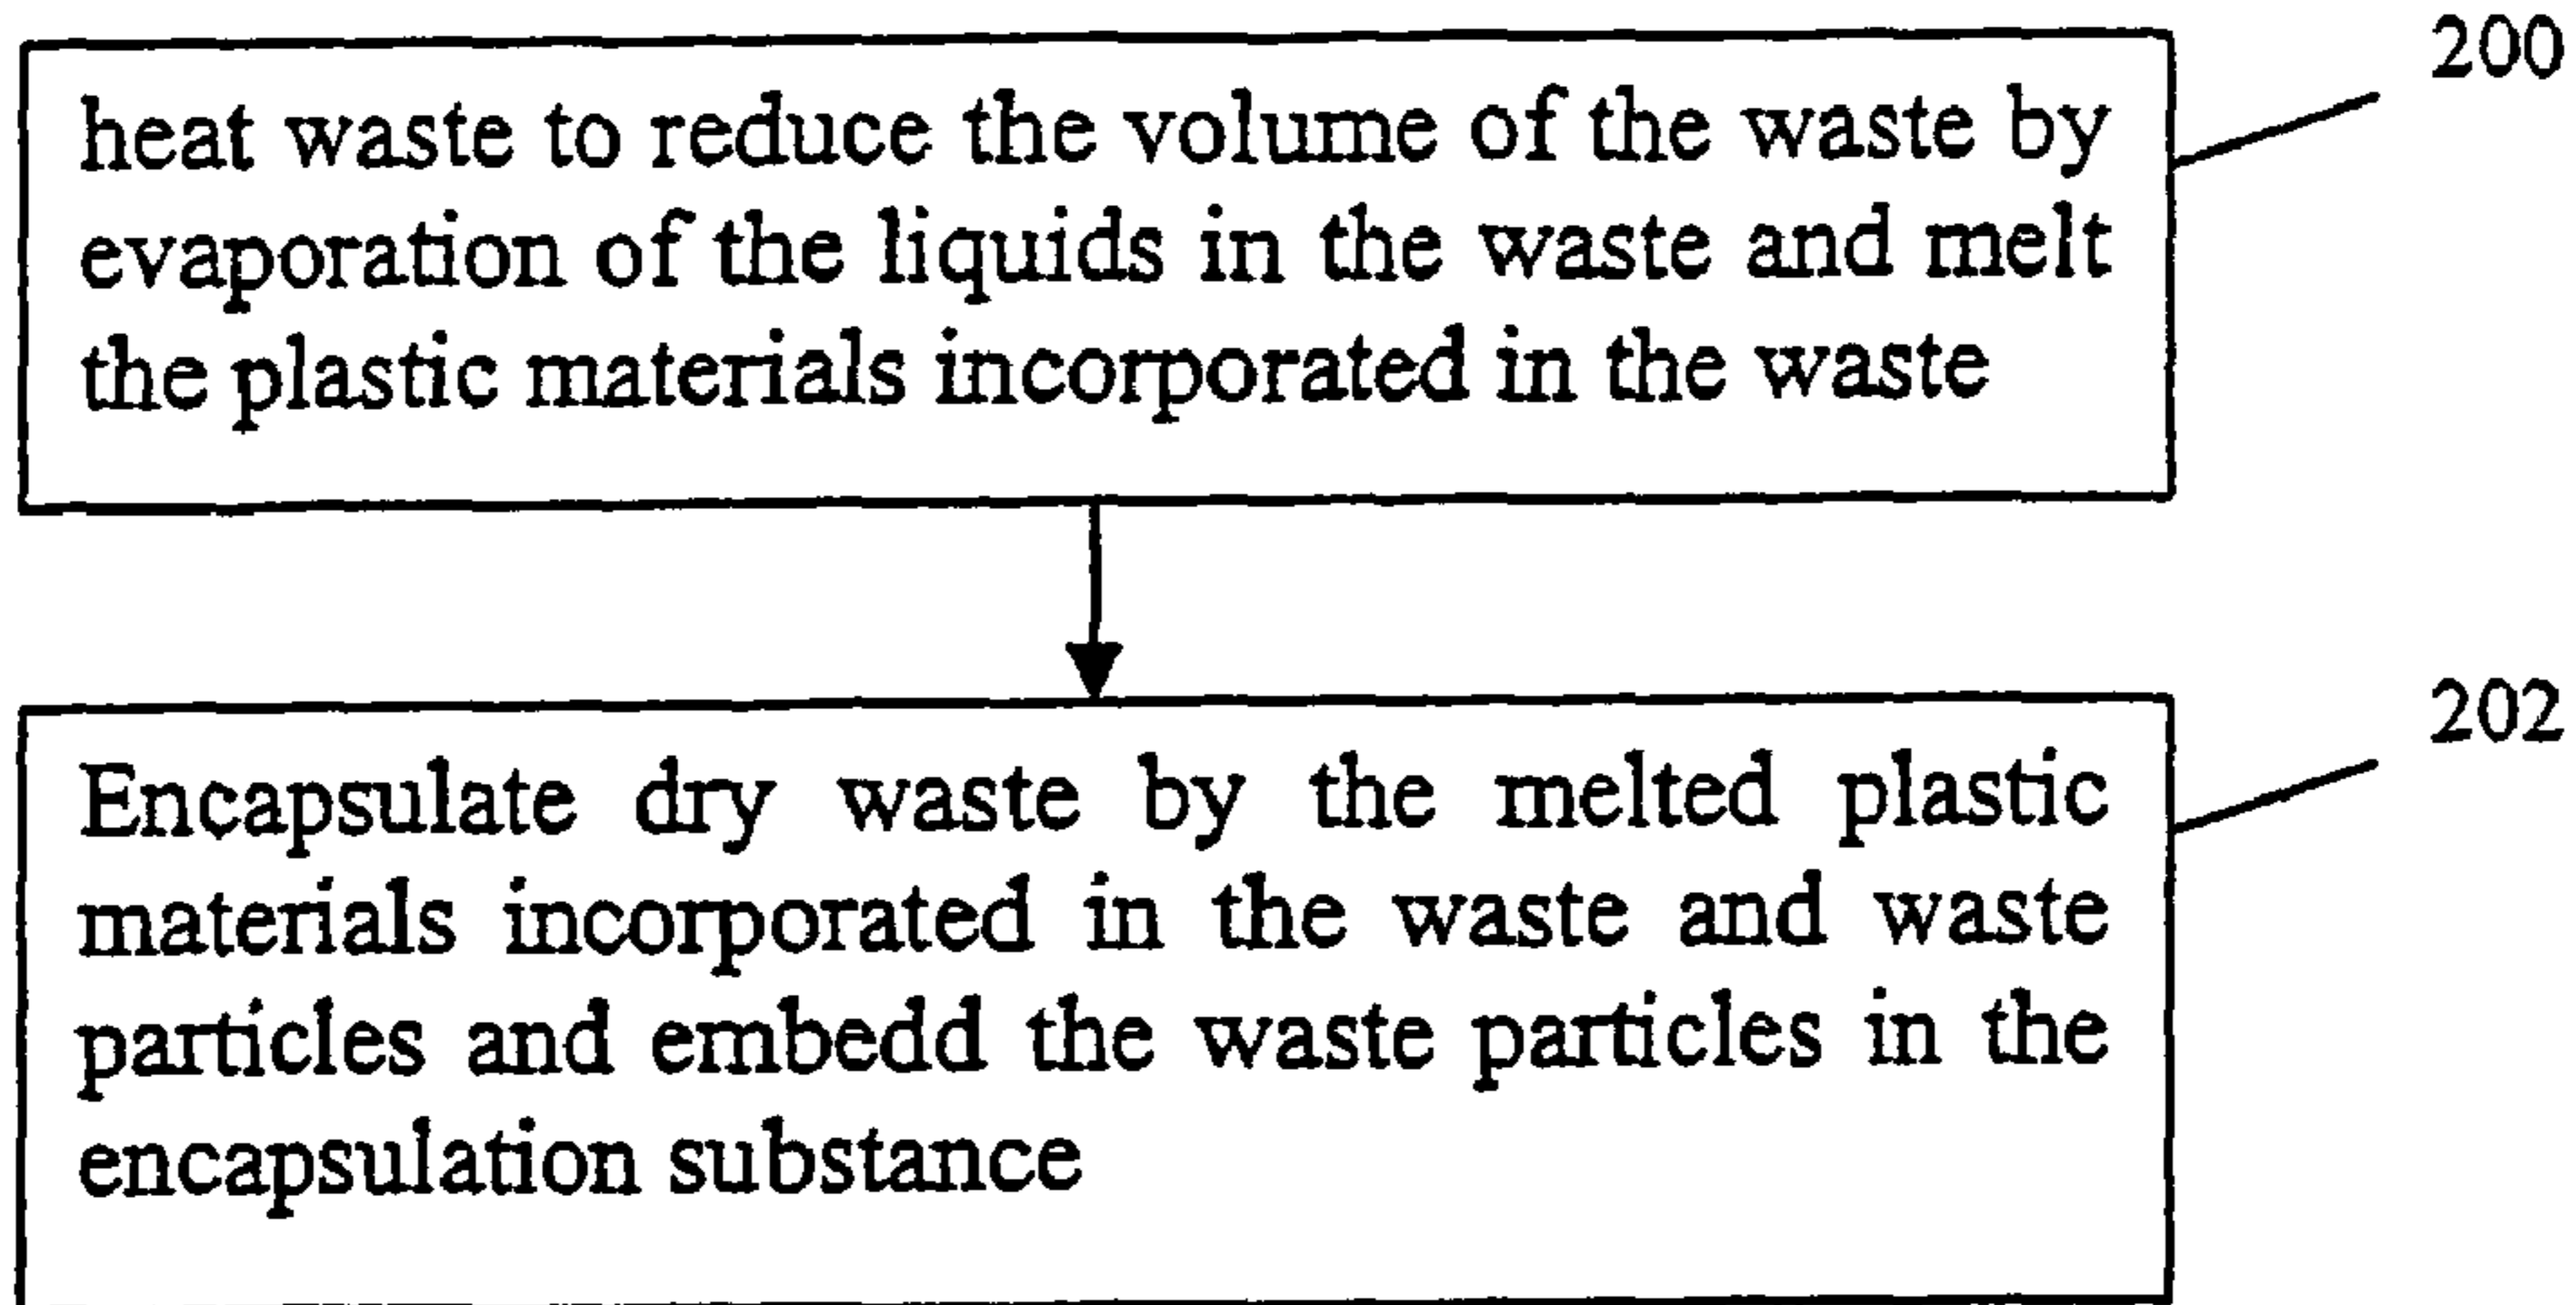 200
heat waste to reduce the volume of the waste by
evaporation of the liquids in the waste and melt
the plastic materials incorporated in the waste
202
Encapsulate dry waste by the melted plastic
materials incorporated in the waste and waste
particles and embedd the waste particles in the
encapsulation substance